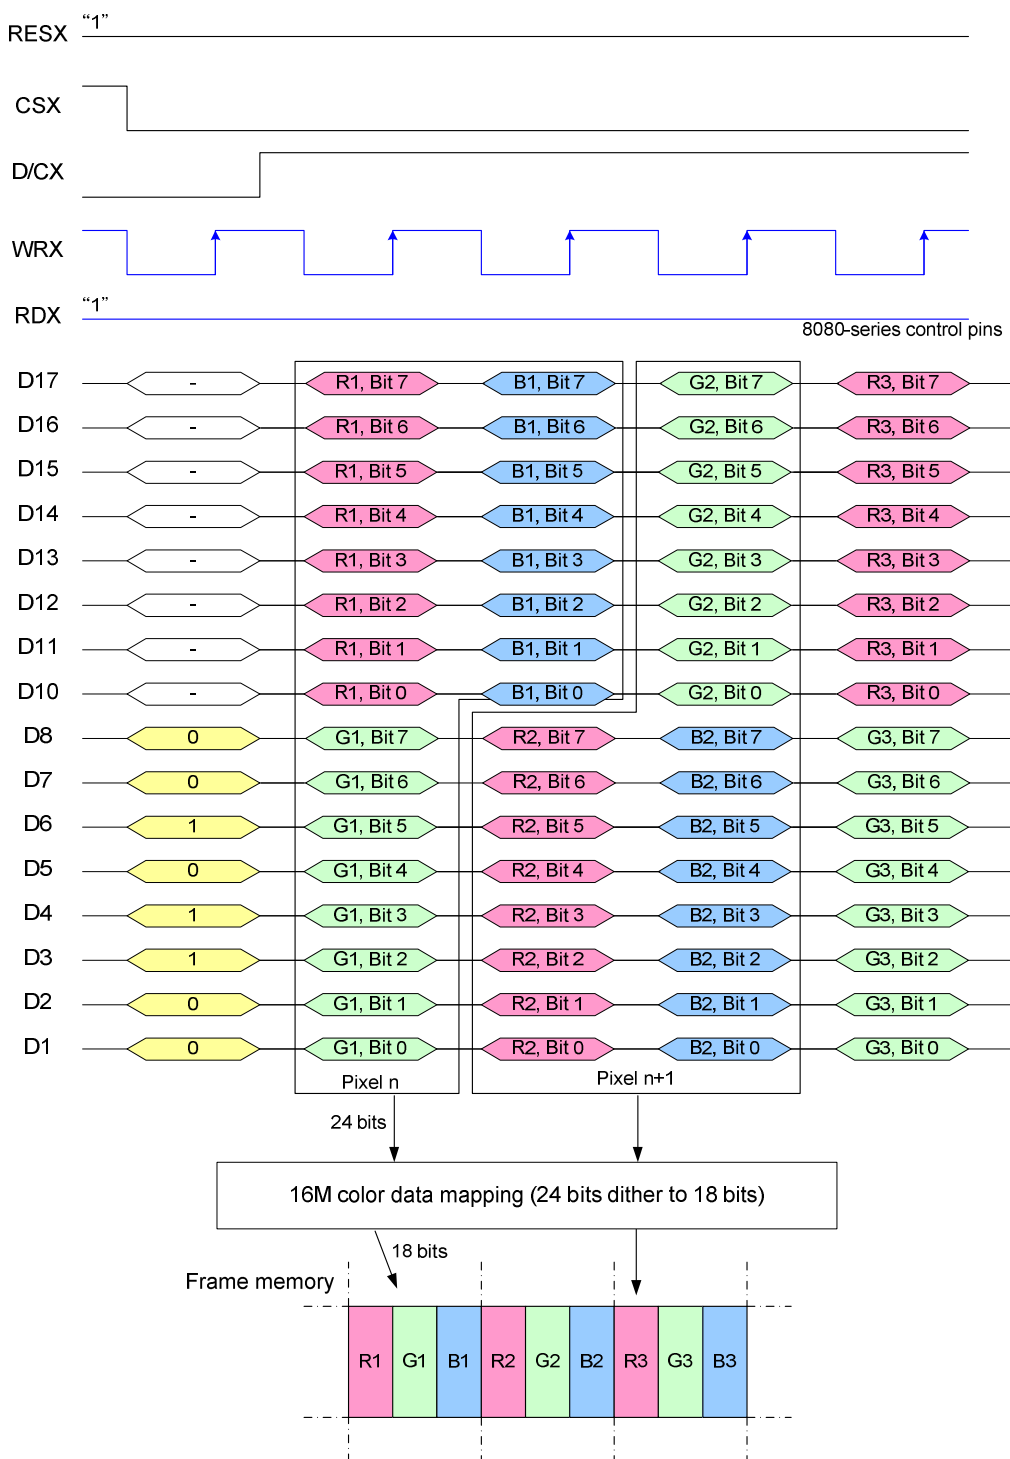 RESX "1"
CSX
D/CX
WRX
RDX "1"
8080-series control pins
D17 - R1, Bit 7 B1, Bit 7 G2, Bit 7 R3, Bit 7
D16 - R1, Bit 6 B1, Bit 6 G2, Bit 6 R3, Bit 6
D15 - R1, Bit 5 B1, Bit 5 G2, Bit 5 R3, Bit 5
D14 - R1, Bit 4 B1, Bit 4 G2, Bit 4 R3, Bit 4
D13 - R1, Bit 3 B1, Bit 3 G2, Bit 3 R3, Bit 3
D12 - R1, Bit 2 B1, Bit 2 G2, Bit 2 R3, Bit 2
D11 - R1, Bit 1 B1, Bit 1 G2, Bit 1 R3, Bit 1
D10 - R1, Bit 0 B1, Bit 0 G2, Bit 0 R3, Bit 0
D8 0 G1, Bit 7 R2, Bit 7 B2, Bit 7 G3, Bit 7
D7 0 G1, Bit 6 R2, Bit 6 B2, Bit 6 G3, Bit 6
D6 1 G1, Bit 5 R2, Bit 5 B2, Bit 5 G3, Bit 5
D5 0 G1, Bit 4 R2, Bit 4 B2, Bit 4 G3, Bit 4
D4 1 G1, Bit 3 R2, Bit 3 B2, Bit 3 G3, Bit 3
D3 1 G1, Bit 2 R2, Bit 2 B2, Bit 2 G3, Bit 2
D2 0 G1, Bit 1 R2, Bit 1 B2, Bit 1 G3, Bit 1
D1 0 G1, Bit 0 R2, Bit 0 B2, Bit 0 G3, Bit 0
Pixel n Pixel n+1
24 bits
16M color data mapping (24 bits dither to 18 bits)
18 bits
Frame memory
R1 G1 B1 R2 G2 B2 R3 G3 B3